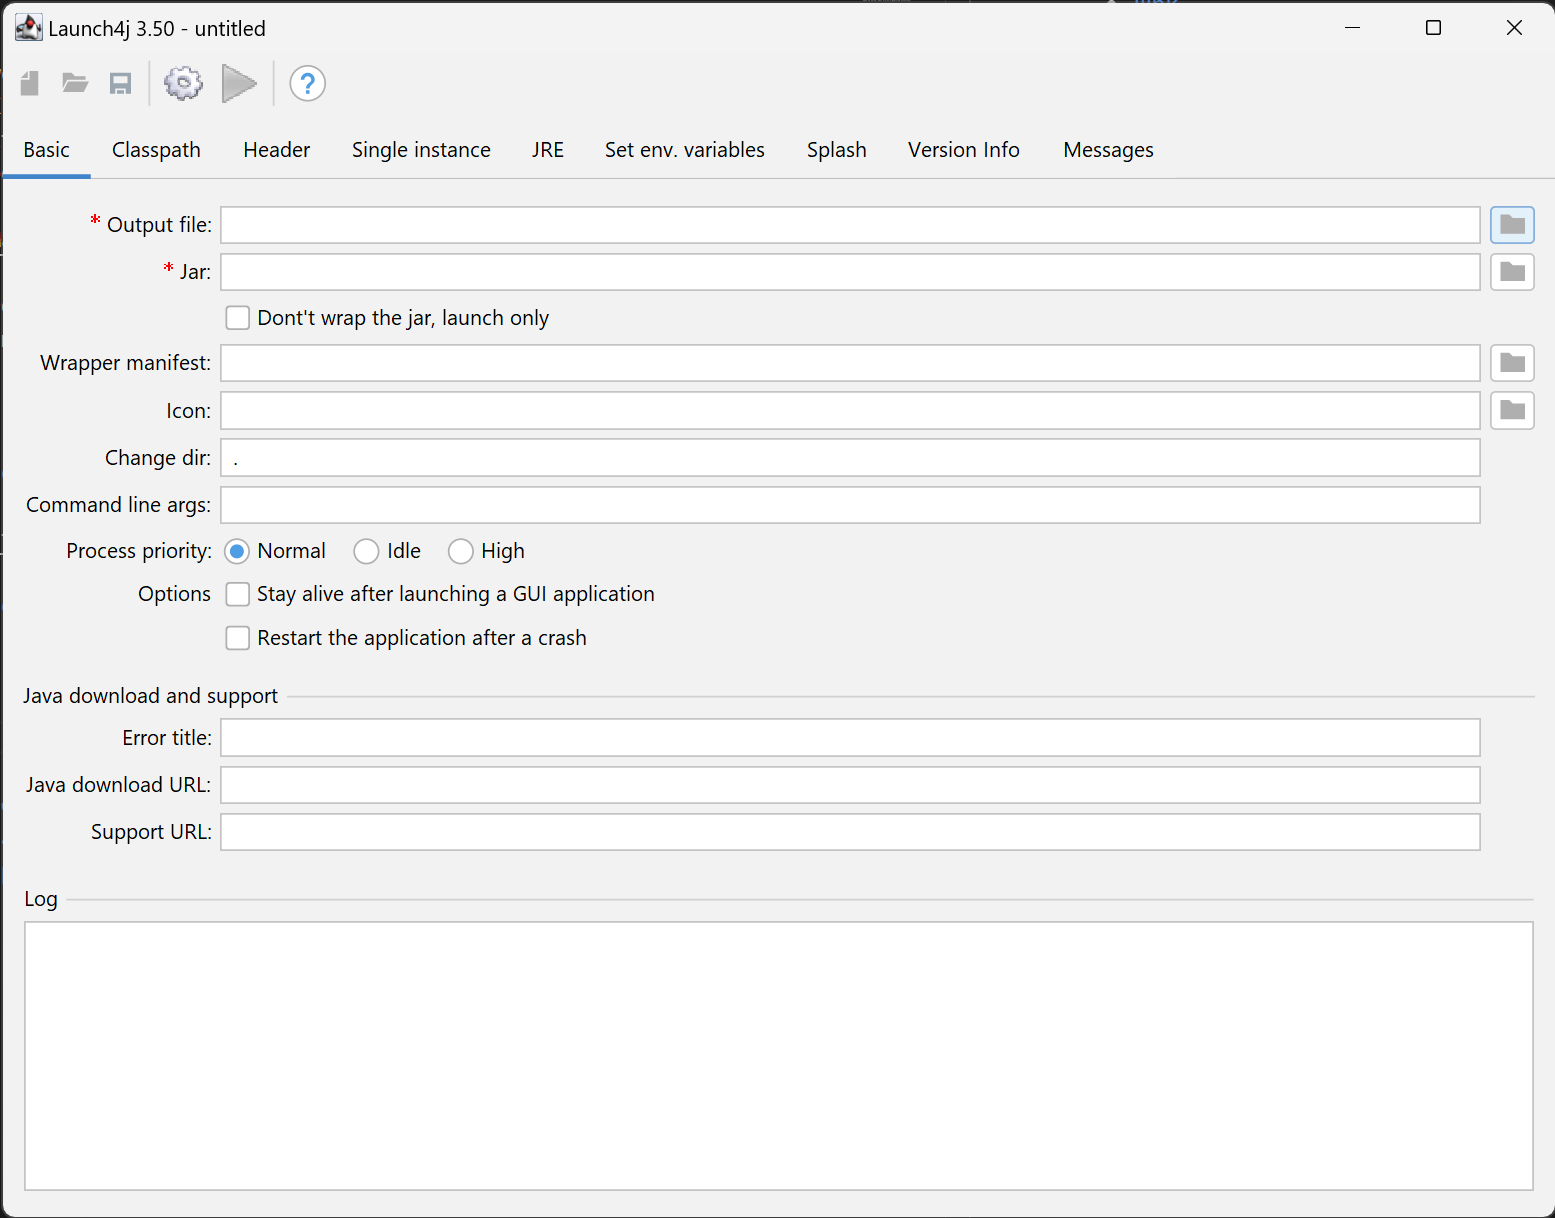 Launch4j 3.50 - untitled
?
Basic Classpath Header Single instance JRE Set env. variables Splash Version Info Messages
* Output file:
* Jar:
Dont't wrap the jar, launch only
Wrapper manifest:
Icon:
Change dir: .
Command line args:
Process priority: Normal Idle High
Options Stay alive after launching a GUI application
Restart the application after a crash
Java download and support
Error title:
Java download URL:
Support URL:
Log